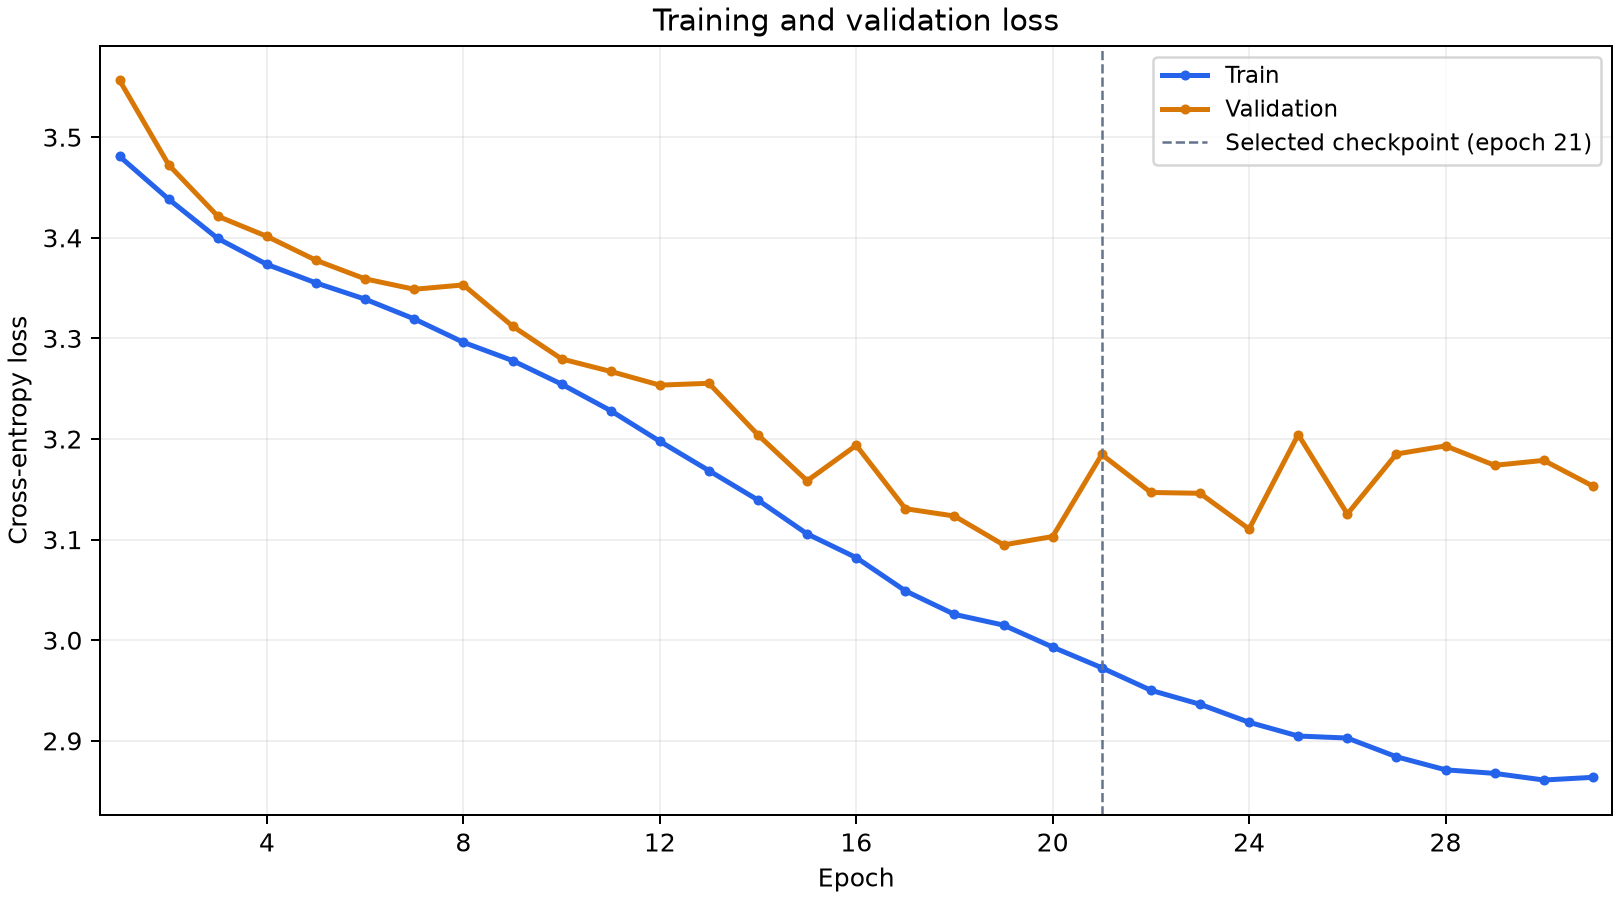 Training and validation loss
Train
Validation
Selected checkpoint (epoch 21)
Cross-entropy loss
3.5
3.4
3.3
3.2
3.1
3.0
2.9
4
8
12
16
20
24
28
Epoch